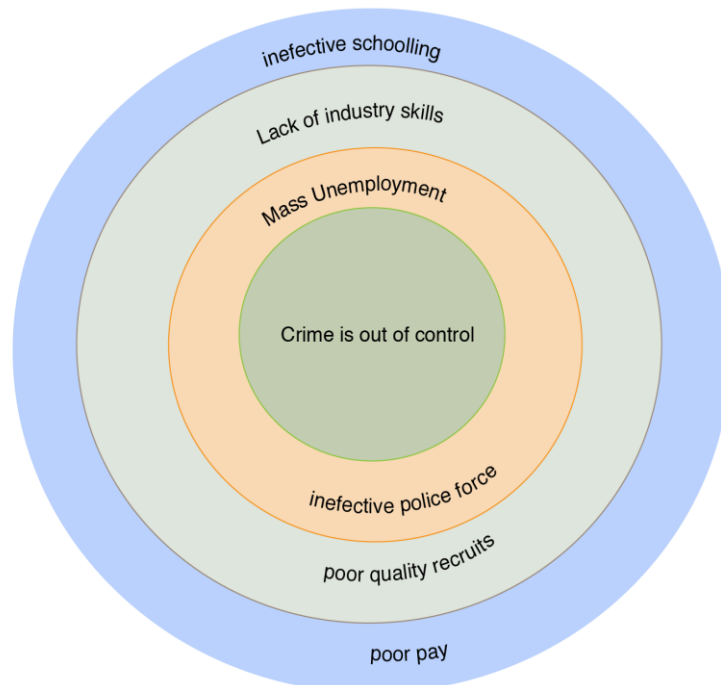 inefective schoolling
Lack of industry skills
Mass Unemployment
Crime is out of control
inefective police force
poor quality recruits
poor pay